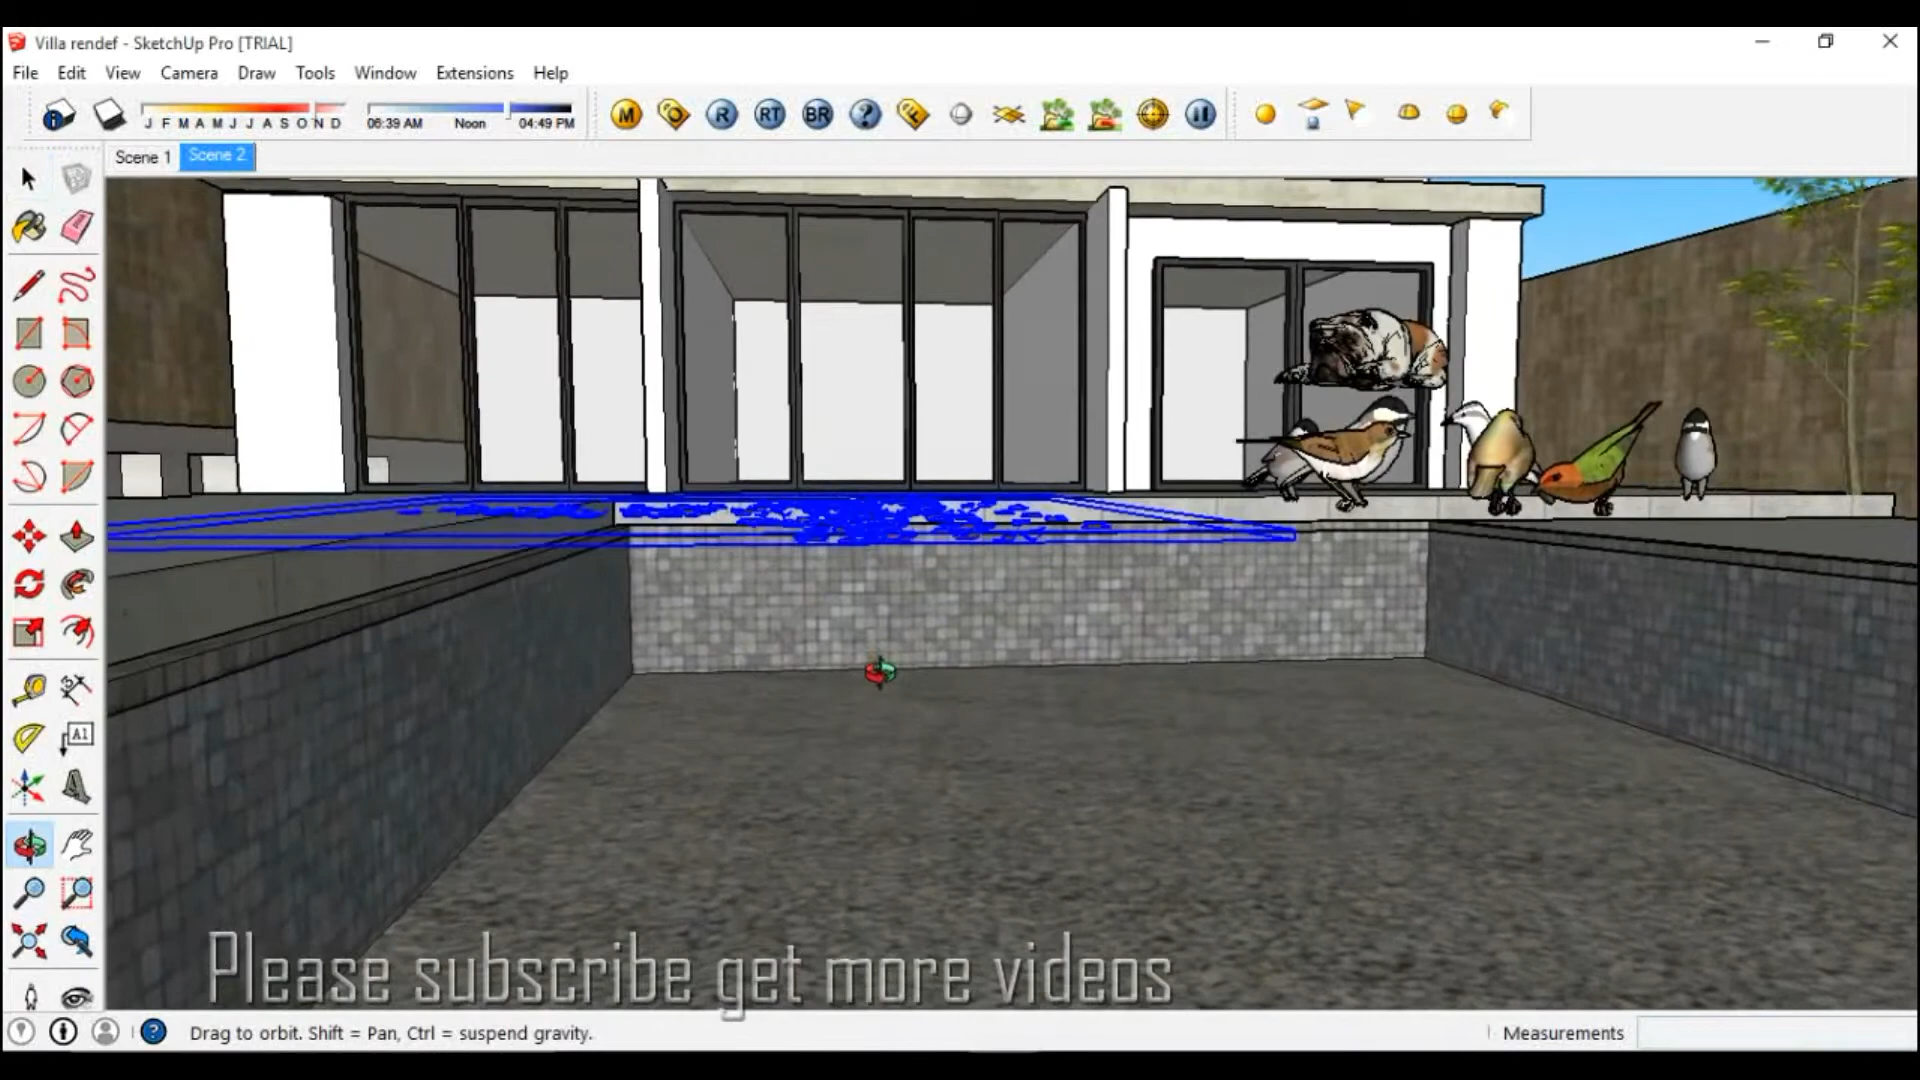 Villa rendef - SketchUp Pro [TRIAL]
File Edit View Camera Draw Tools Window Extensions Help
J F M A M J J A S O N D
06:39 AM Noon 04:49 PM
M R RT BR ?
Scene 1 Scene 2
A1
Please subscribe get more videos
Drag to orbit. Shift = Pan, Ctrl = suspend gravity.
Measurements